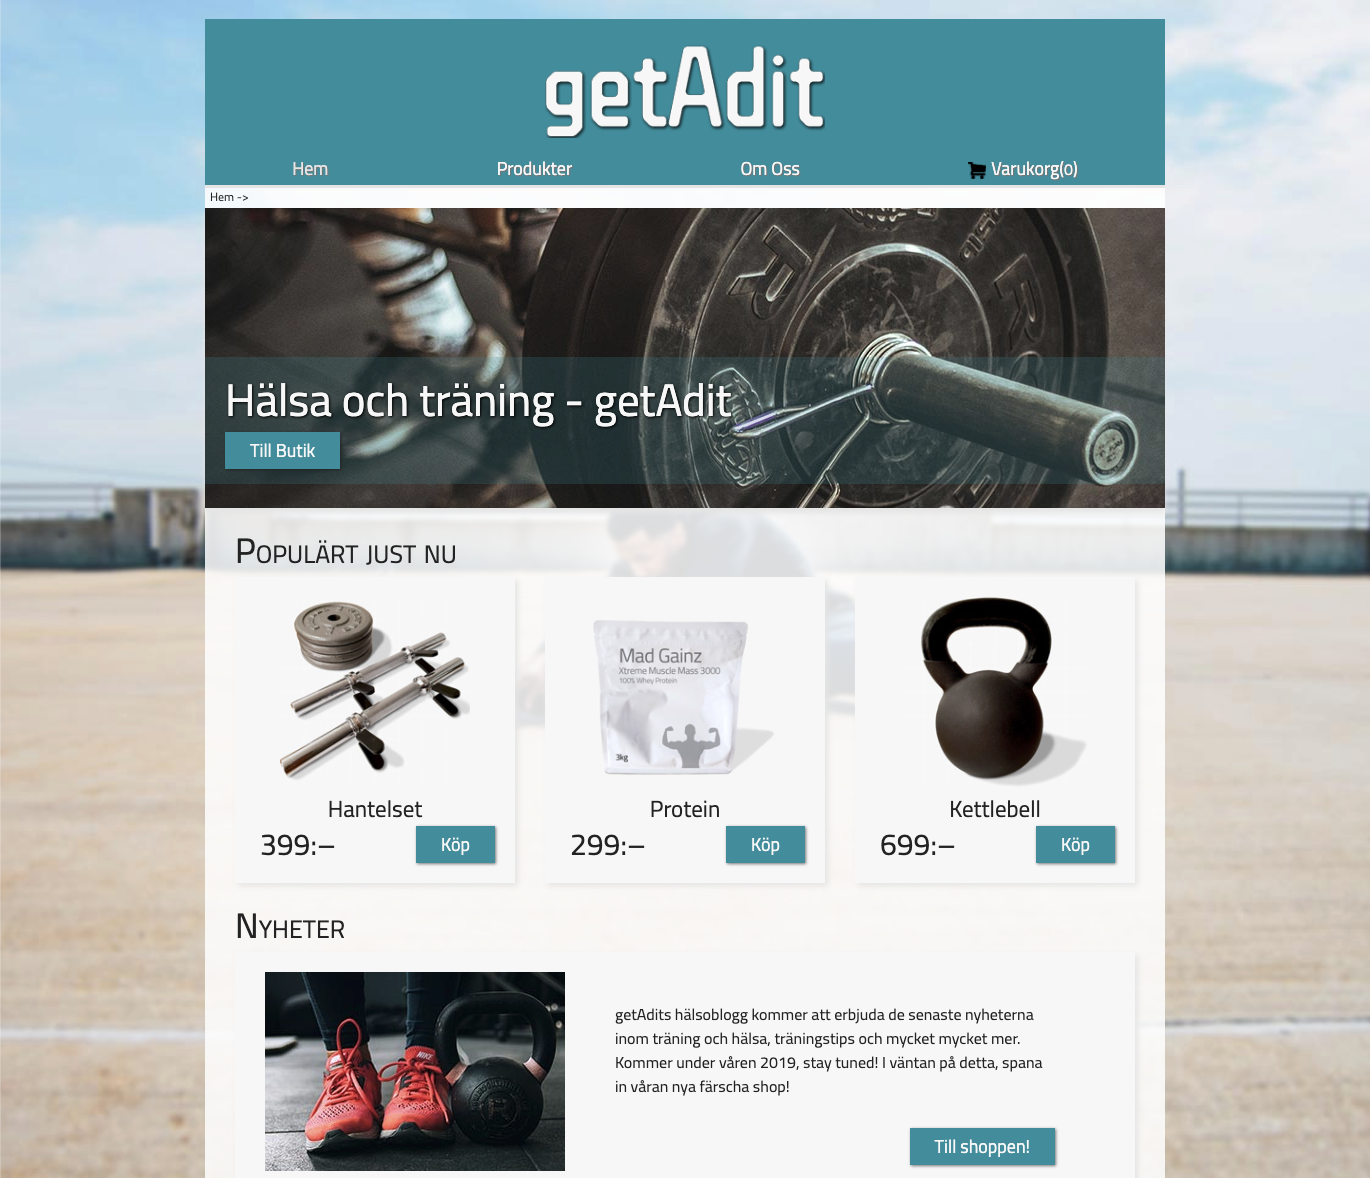 getAdit
Hem Produkter Om Oss Varukorg(0)
Hem ->
Hälsa och träning - getAdit
Till Butik
Populärt just nu
Mad Gainz
Xtreme Muscle Mass 3000
100% Whey Protein
3kg
Hantelset Protein Kettlebell
399:– Köp 299:– Köp 699:– Köp
Nyheter
NIKE
getAdits hälsoblogg kommer att erbjuda de senaste nyheterna
inom träning och hälsa, träningstips och mycket mycket mer.
Kommer under våren 2019, stay tuned! I väntan på detta, spana
in våran nya färscha shop!
Till shoppen!